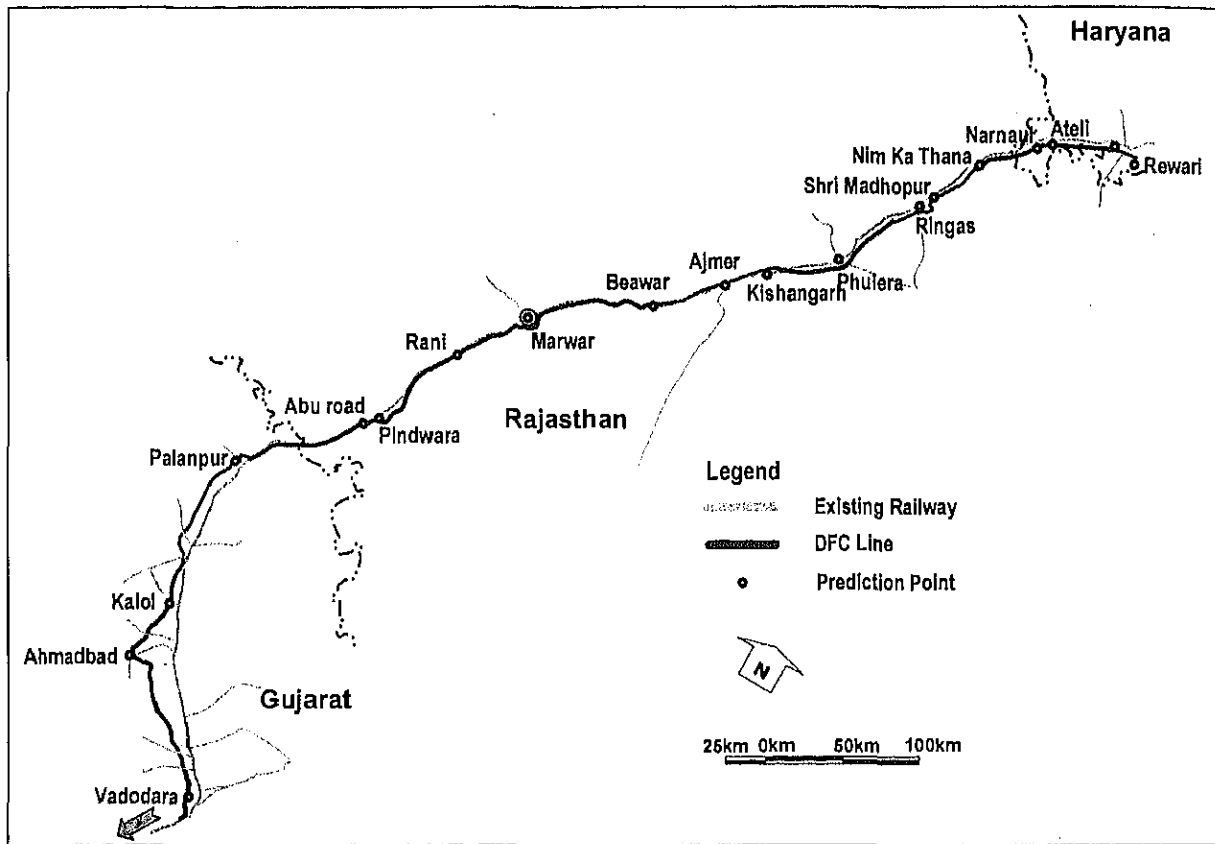 Haryana
Narnaul
Ateli
Nim Ka Thana
Rewari
Shri Madhopur
Ringas
Ajmer
Phulera
Kishangarh
Beawar
Marwar
Rani
Rajasthan
Abu road
Pindwara
Palanpur
Legend
Existing Railway
DFC Line
Prediction Point
Kalol
Ahmadbad
N
Gujarat
25km 0km 50km 100km
Vadodara